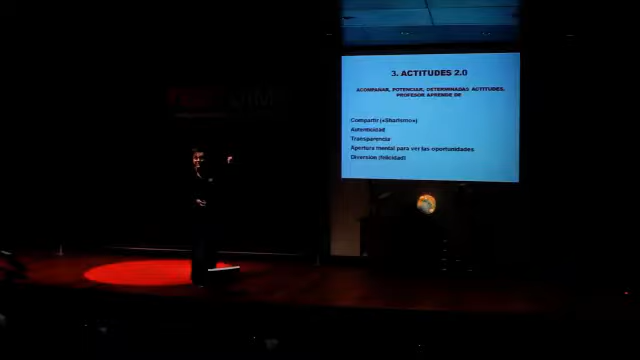 3. ACTITUDES 2.0
ACOMPAÑAR, POTENCIAR, DETERMINADAS ACTITUDES,
PROFESOR APRENDE DE
Compartir («Sharismo»)
Autenticidad
Transparencia
Apertura mental para ver las oportunidades
Diversión (felicidad)